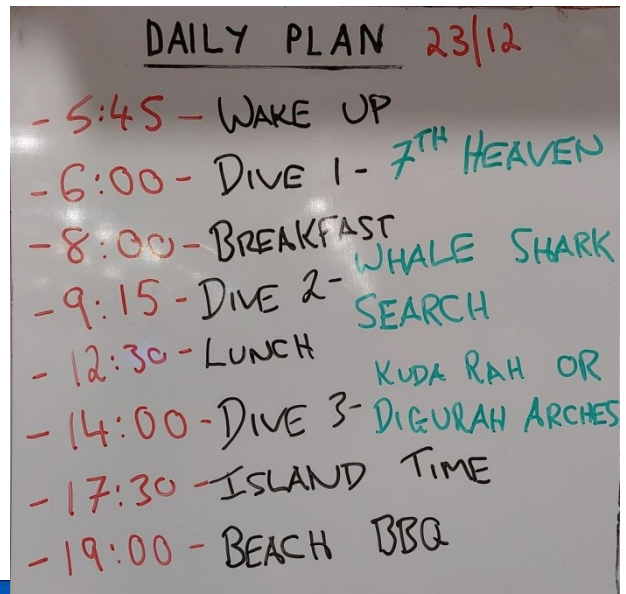 DAILY PLAN 23/12
- 5:45 - WAKE UP
- 6:00 - DIVE 1 - 7TH HEAVEN
- 8:00 - BREAKFAST
- 9:15 - DIVE 2 - WHALE SHARK
SEARCH
- 12:30 - LUNCH
- 14:00 - DIVE 3 - KUDA RAH OR
DIGURAH ARCHES
- 17:30 - ISLAND TIME
- 19:00 - BEACH BBQ